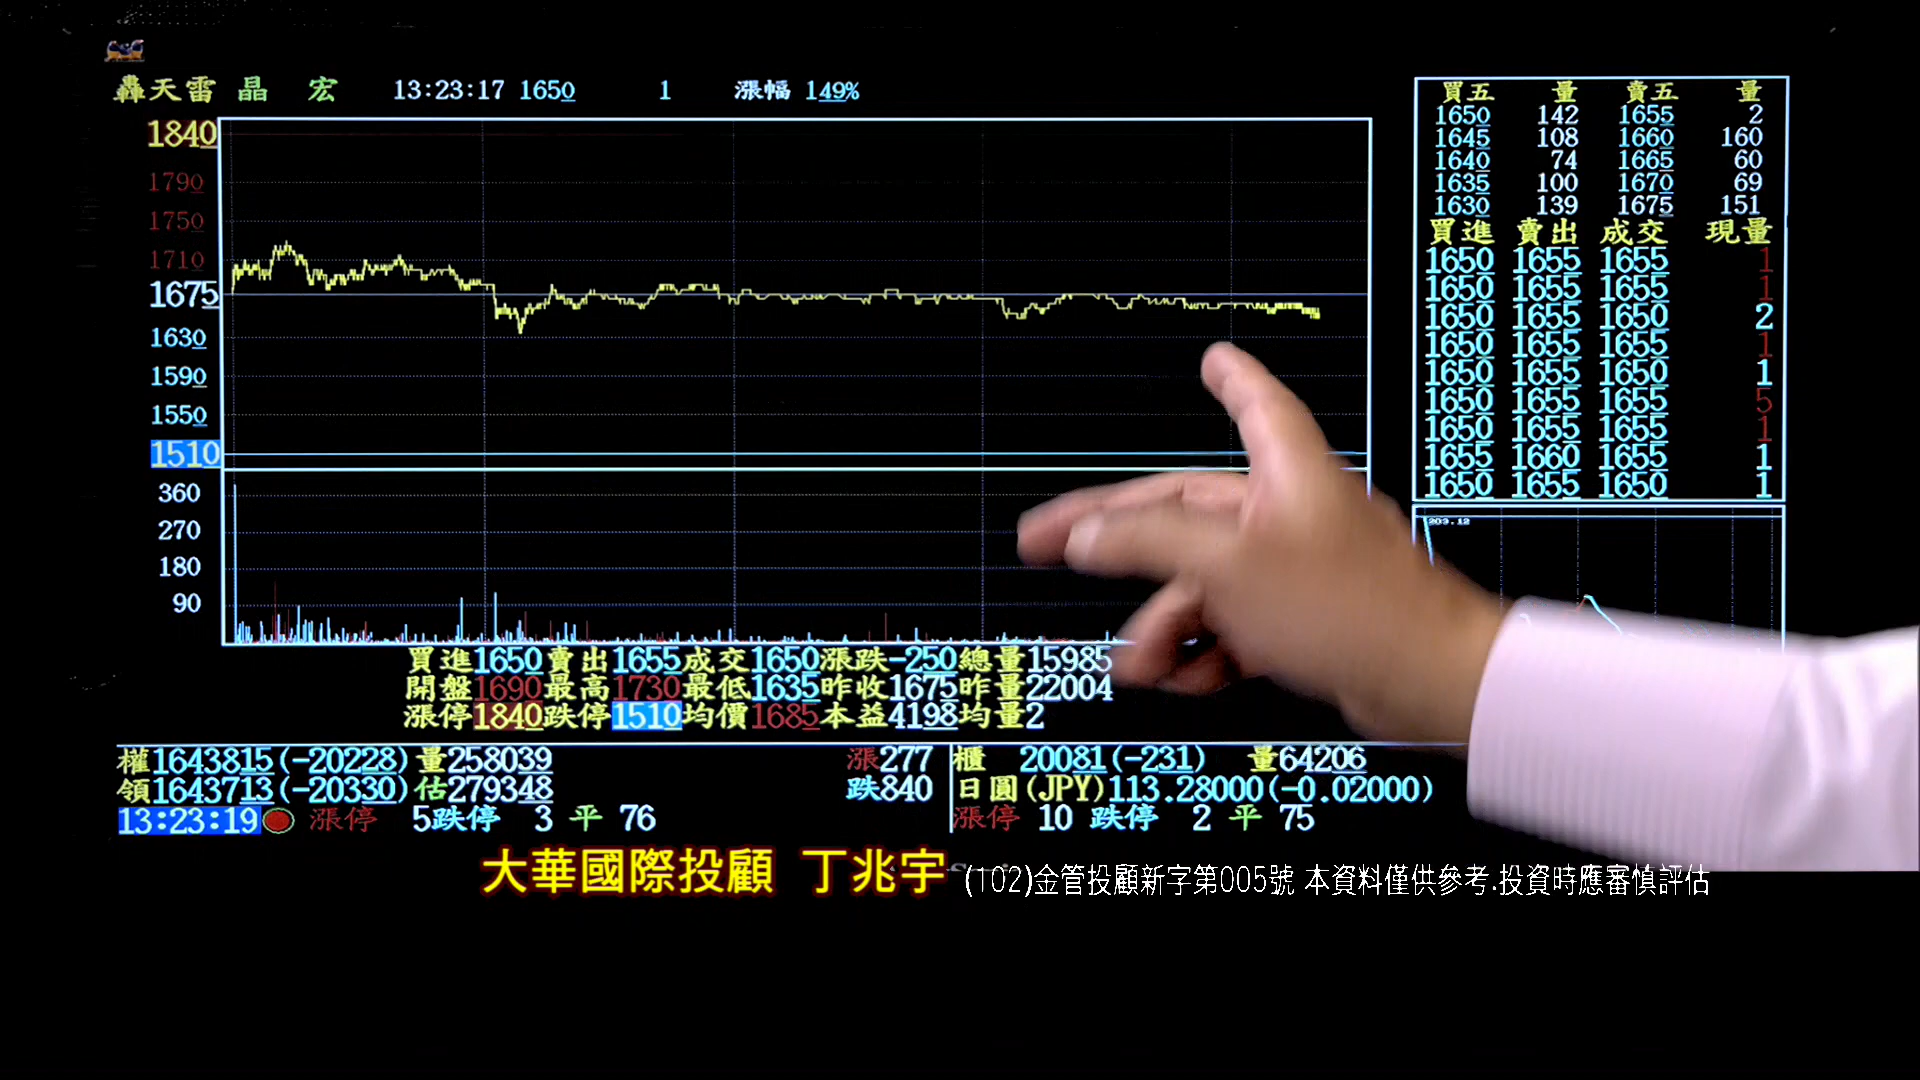 轟天雷 晶 宏 13:23:17 1650 1 漲幅 149%
1840
1790
1750
1710
1675
1630
1590
1550
1510
360
270
180
90
買五 量 賣五 量
1650 142 1655 2
1645 108 1660 160
1640 74 1665 60
1635 100 1670 69
1630 139 1675 151
買進 賣出 成交 現量
1650 1655 1655 1
1650 1655 1655 1
1650 1655 1650 2
1650 1655 1655 1
1650 1655 1650 1
1650 1655 1655 5
1650 1655 1655 1
1655 1660 1655 1
1650 1655 1650 1
203.12
買進1650賣出1655成交1650漲跌-250總量15985
開盤1690最高1730最低1635昨收1675昨量22004
漲停1840跌停1510均價1685本益4198均量2
權1643815(-20228)量258039 漲277
領1643713(-20330)估279348 跌840
13:23:19 漲停 5跌停 3 平 76
櫃 20081(-231) 量64206
日圓(JPY)113.28000(-0.02000)
漲停 10 跌停 2 平 75
大華國際投顧 丁兆宇 (102)金管投顧新字第005號 本資料僅供參考.投資時應審慎評估